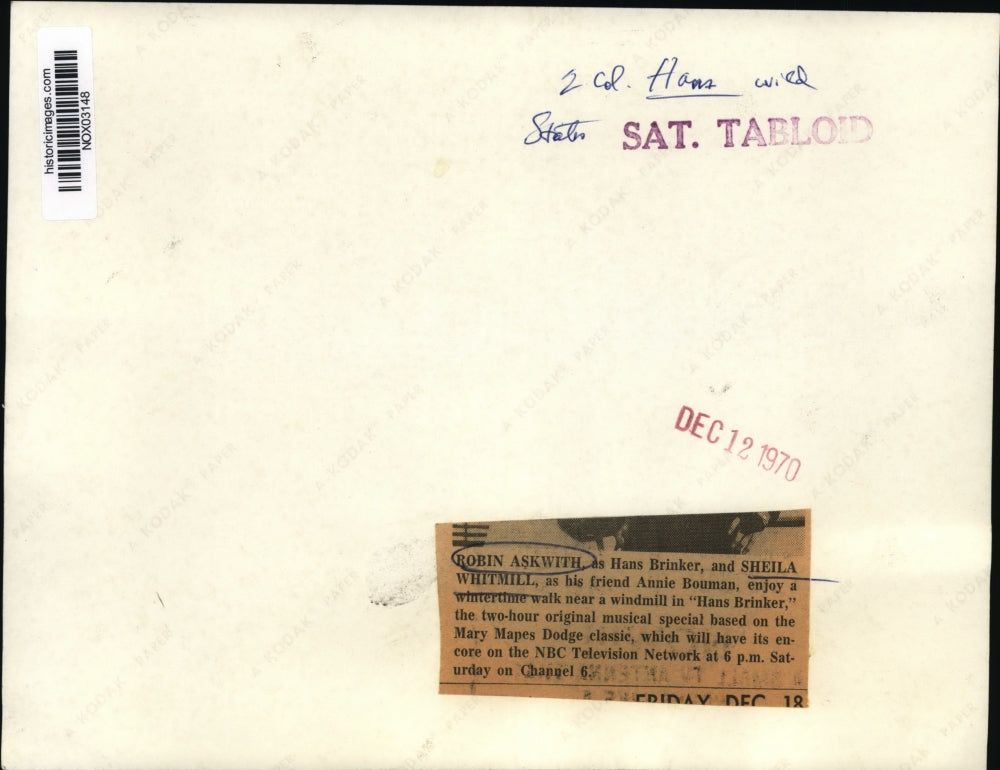 historicimages.com
NOX03148
2 Col. Hans
States SAT. TABLOID
DEC 12 1970
ROBIN ASKWITH, as Hans Brinker, and SHEILA
WHITMILL, as his friend Annie Bouman, enjoy a
wintertime walk near a windmill in “Hans Brinker,”
the two-hour original musical special based on the
Mary Mapes Dodge classic, which will have its en-
core on the NBC Television Network at 6 p.m. Sat-
urday on Channel 6.
FRIDAY, DEC. 18
A KODAK PAPER